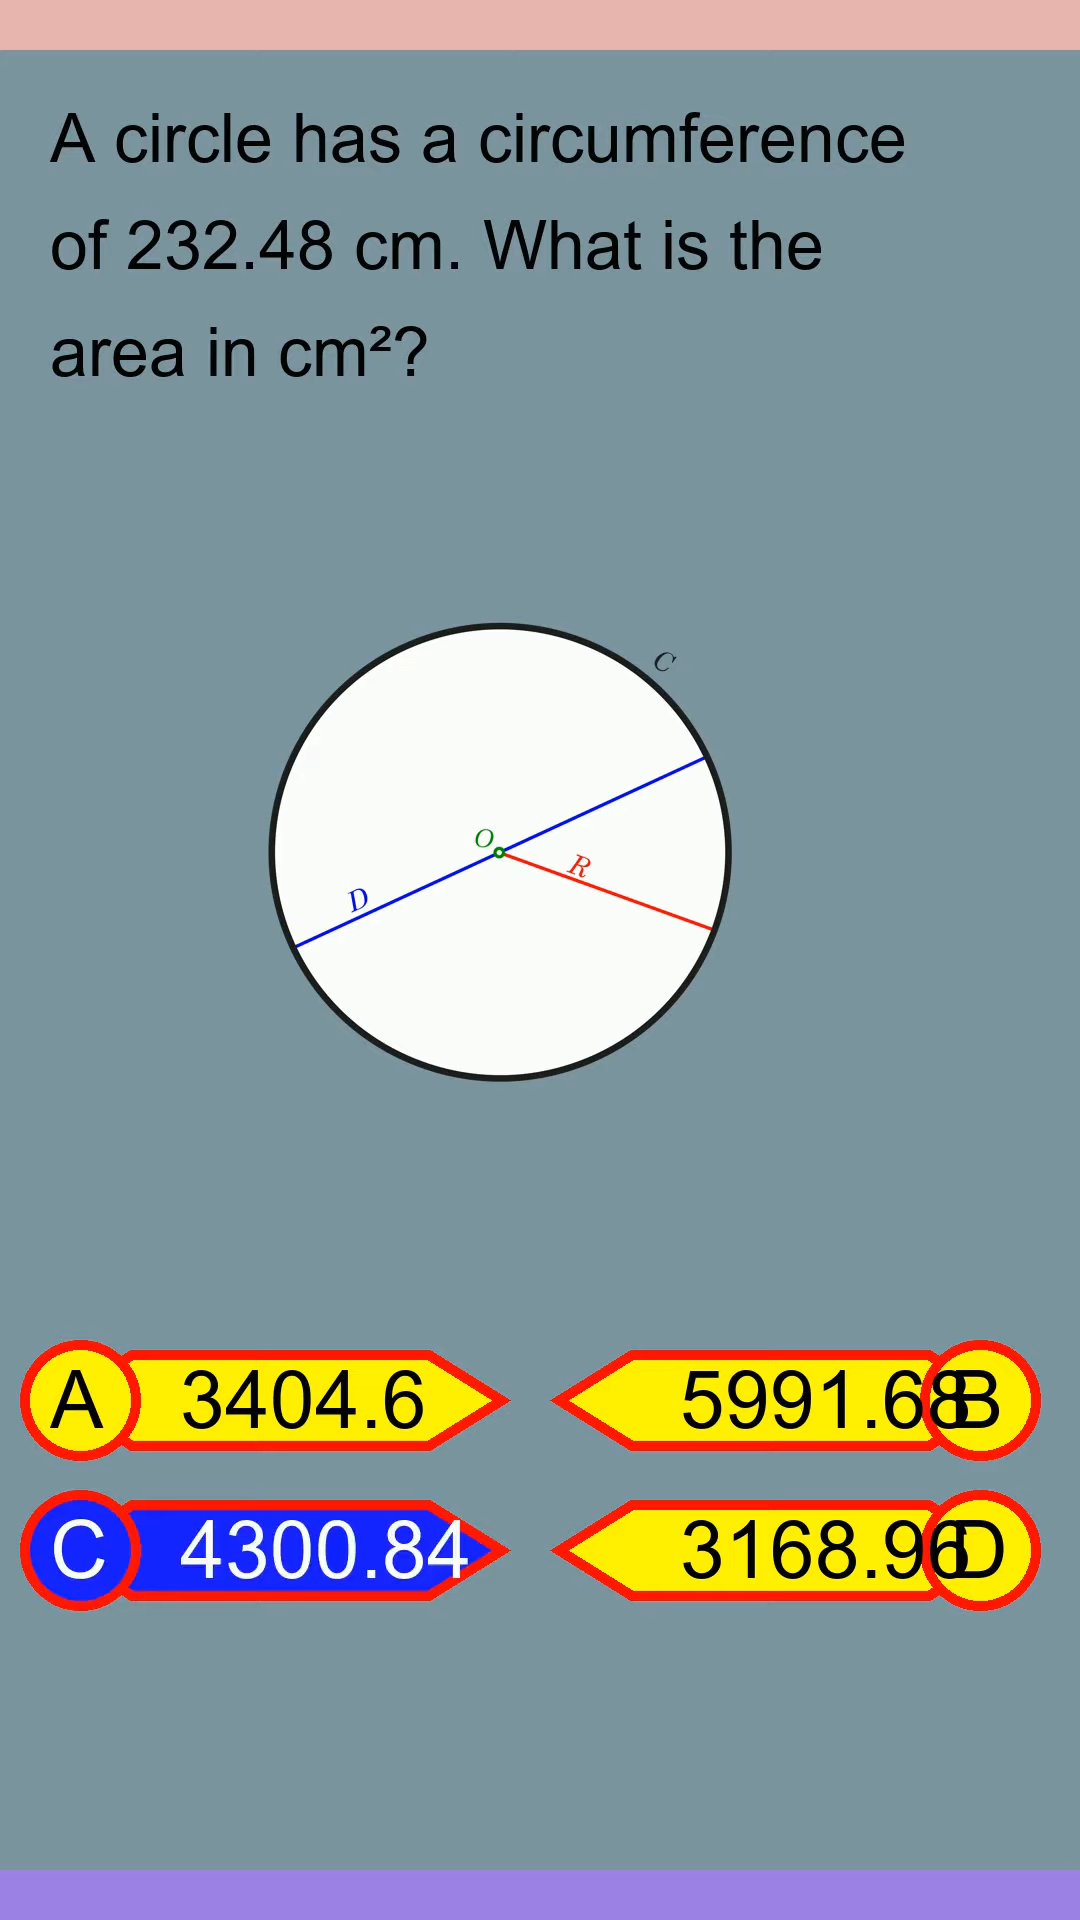 A circle has a circumference
of 232.48 cm. What is the
area in cm²?
C
O
R
D
A 3404.6
5991.68 B
C 4300.84
3168.96 D